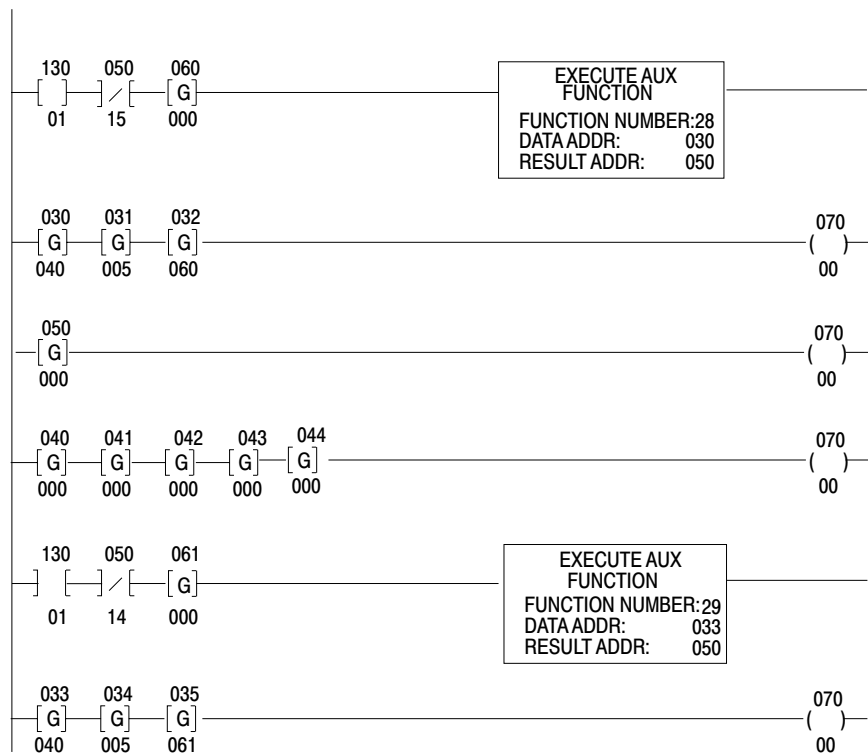 130 050 060
[ ] ] / [ [ G ]
01 15 000
EXECUTE AUX
FUNCTION
FUNCTION NUMBER:28
DATA ADDR: 030
RESULT ADDR: 050
030 031 032 070
[ G ] [ G ] [ G ] ( )
040 005 060 00
050 070
[ G ] ( )
000 00
040 041 042 043 044 070
[ G ] [ G ] [ G ] [ G ] [ G ] ( )
000 000 000 000 000 00
130 050 061
] [ ] / [ [ G ]
01 14 000
EXECUTE AUX
FUNCTION
FUNCTION NUMBER:29
DATA ADDR: 033
RESULT ADDR: 050
033 034 035 070
[ G ] [ G ] [ G ] ( )
040 005 061 00